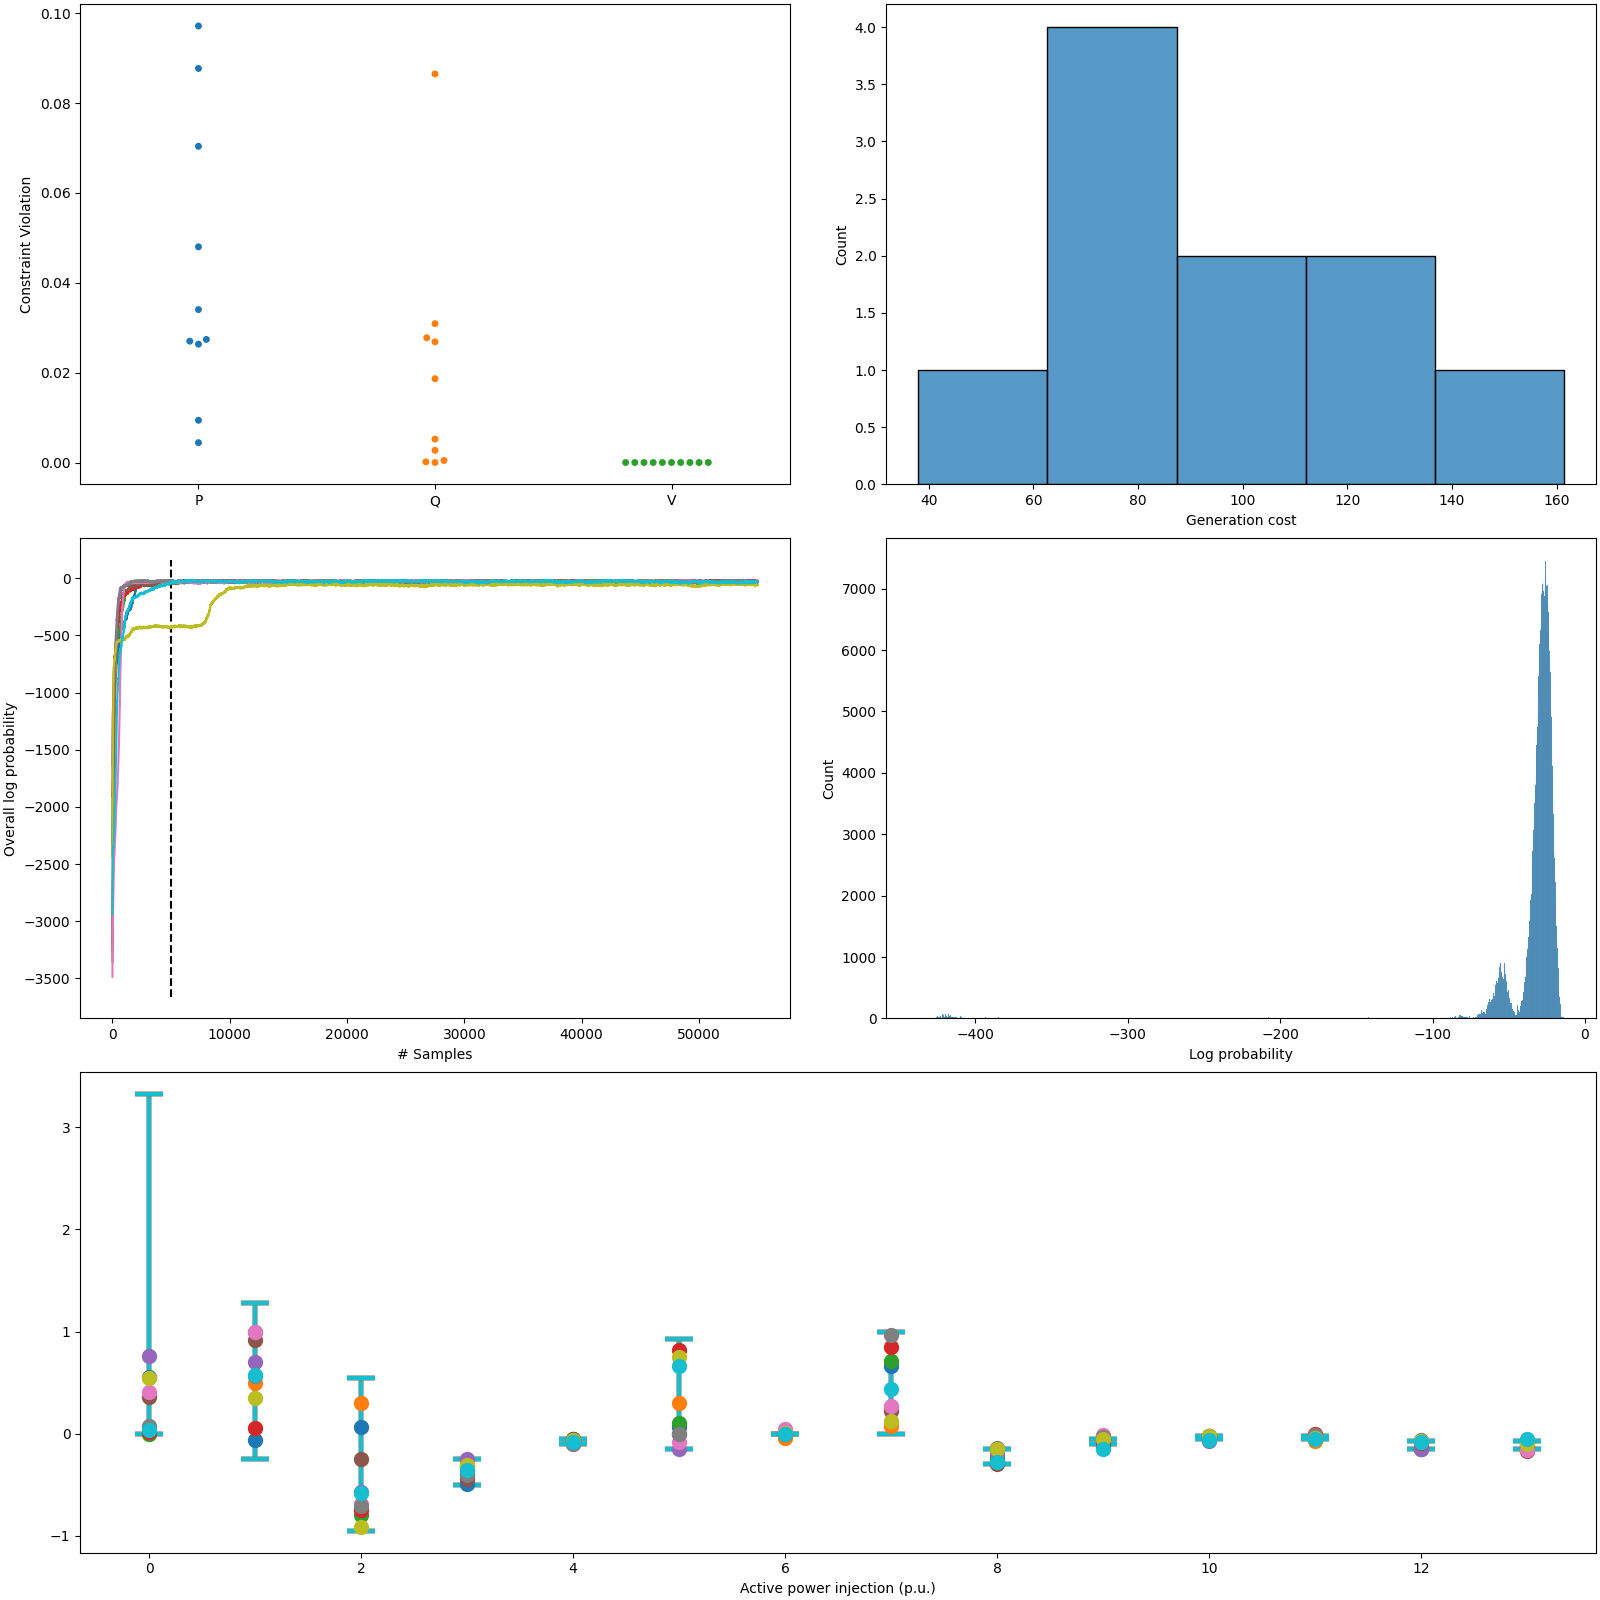 0.10
0.08
0.06
0.04
0.02
0.00
Constraint Violation
P Q V
4.0
3.5
3.0
2.5
2.0
1.5
1.0
0.5
0.0
Count
40 60 80 100 120 140 160
Generation cost
0
−500
−1000
−1500
−2000
−2500
−3000
−3500
Overall log probability
0 10000 20000 30000 40000 50000
# Samples
7000
6000
5000
4000
3000
2000
1000
0
Count
−400 −300 −200 −100 0
Log probability
3
2
1
0
−1
0 2 4 6 8 10 12
Active power injection (p.u.)